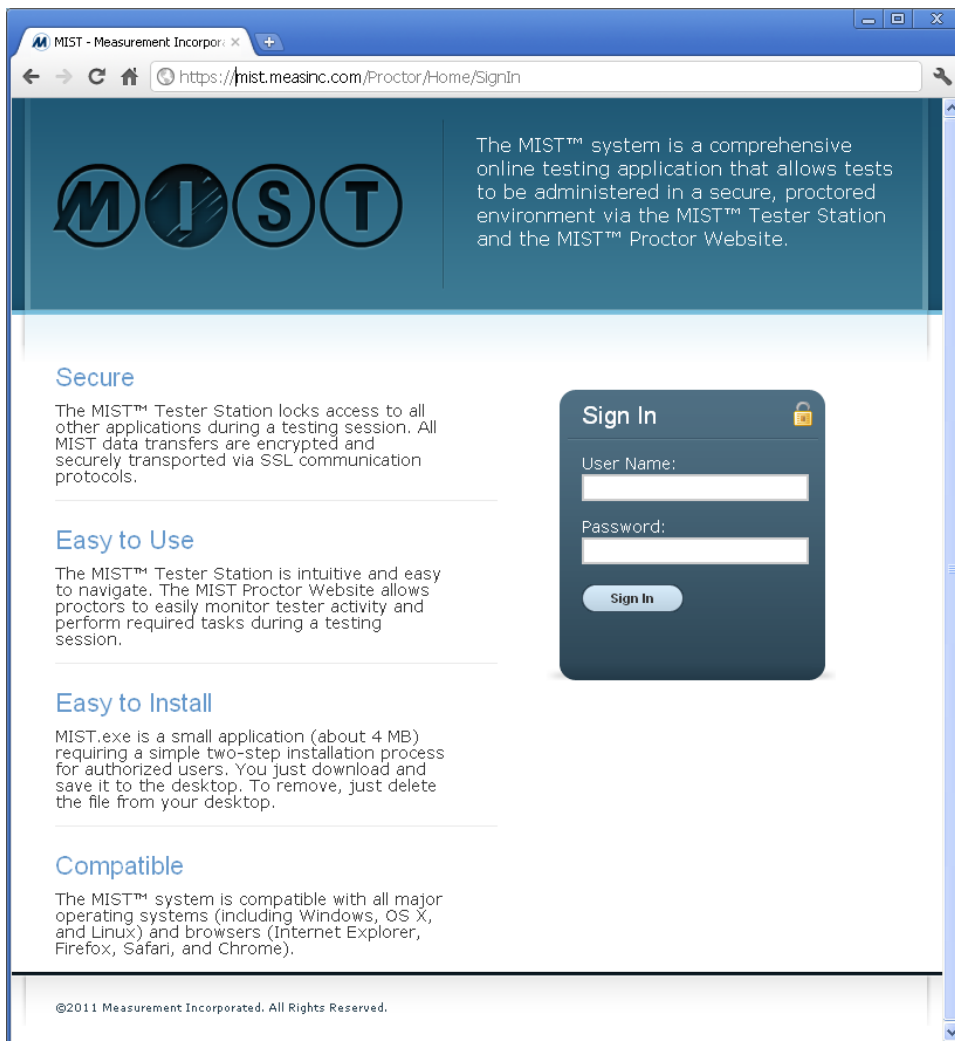 MIST - Measurement Incorpora
https://mist.measinc.com/Proctor/Home/SignIn
MIST
The MIST™ system is a comprehensive
online testing application that allows tests
to be administered in a secure, proctored
environment via the MIST™ Tester Station
and the MIST™ Proctor Website.
Secure
The MIST™ Tester Station locks access to all
other applications during a testing session. All
MIST data transfers are encrypted and
securely transported via SSL communication
protocols.
Easy to Use
The MIST™ Tester Station is intuitive and easy
to navigate. The MIST Proctor Website allows
proctors to easily monitor tester activity and
perform required tasks during a testing
session.
Easy to Install
MIST.exe is a small application (about 4 MB)
requiring a simple two-step installation process
for authorized users. You just download and
save it to the desktop. To remove, just delete
the file from your desktop.
Compatible
The MIST™ system is compatible with all major
operating systems (including Windows, OS X,
and Linux) and browsers (Internet Explorer,
Firefox, Safari, and Chrome).
Sign In
User Name:
Password:
Sign In
©2011 Measurement Incorporated. All Rights Reserved.